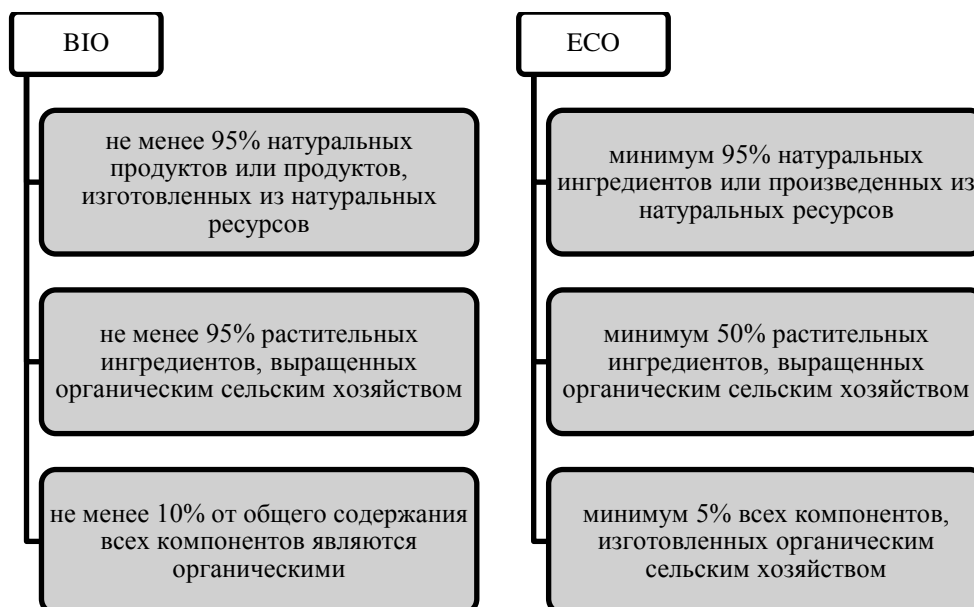 BIO
не менее 95% натуральных
продуктов или продуктов,
изготовленных из натуральных
ресурсов
не менее 95% растительных
ингредиентов, выращенных
органическим сельским хозяйством
не менее 10% от общего содержания
всех компонентов являются
органическими
ECO
минимум 95% натуральных
ингредиентов или произведенных из
натуральных ресурсов
минимум 50% растительных
ингредиентов, выращенных
органическим сельским хозяйством
минимум 5% всех компонентов,
изготовленных органическим
сельским хозяйством